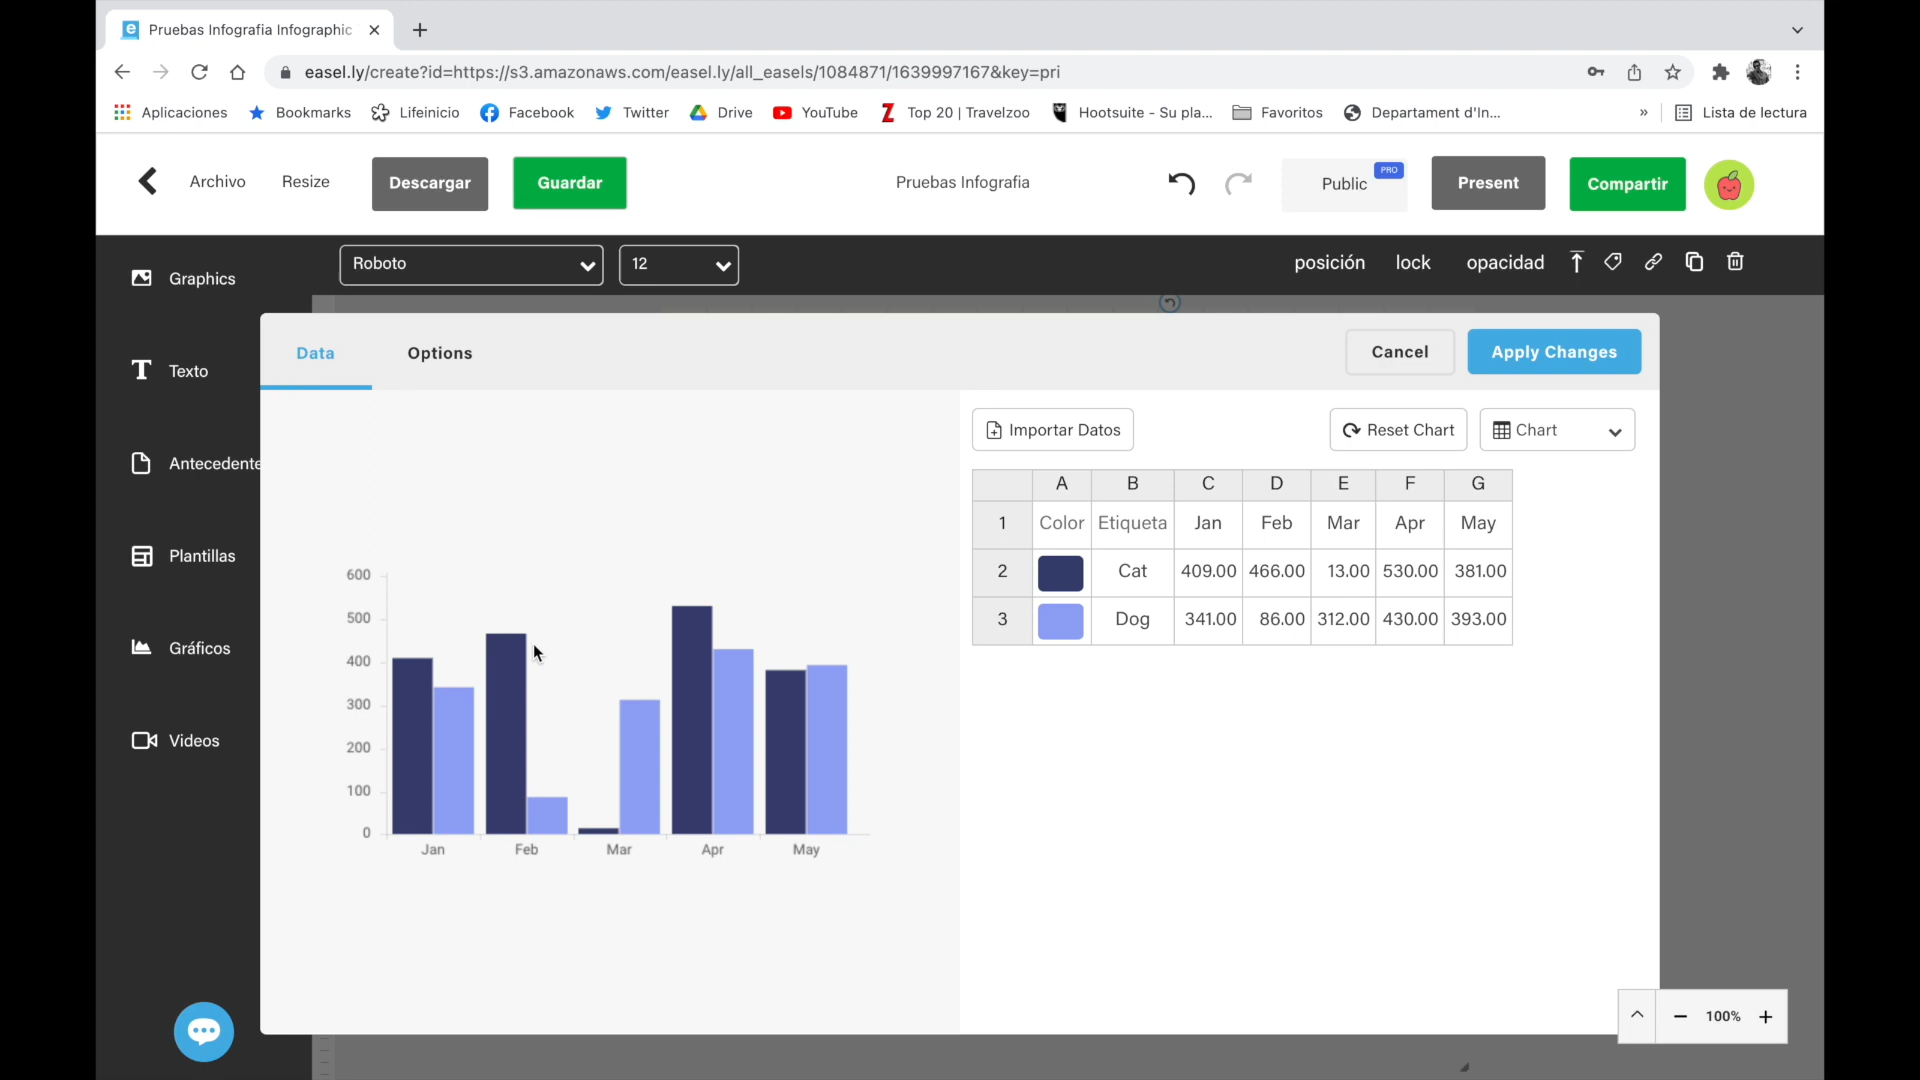 Pruebas Infografia Infographic
easel.ly/create?id=https://s3.amazonaws.com/easel.ly/all_easels/1084871/1639997167&key=pri
Aplicaciones Bookmarks Lifeinicio Facebook Twitter Drive YouTube Top 20 | Travelzoo Hootsuite - Su pla... Favoritos Departament d'In... » Lista de lectura
Archivo Resize Descargar Guardar Pruebas Infografia Public PRO Present Compartir
Roboto 12 posición lock opacidad
Graphics
Texto
Antecedente
Plantillas
Gráficos
Videos
Data Options Cancel Apply Changes
Importar Datos Reset Chart Chart
A B C D E F G
1 Color Etiqueta Jan Feb Mar Apr May
2 Cat 409.00 466.00 13.00 530.00 381.00
3 Dog 341.00 86.00 312.00 430.00 393.00
600
500
400
300
200
100
0
Jan Feb Mar Apr May
100%